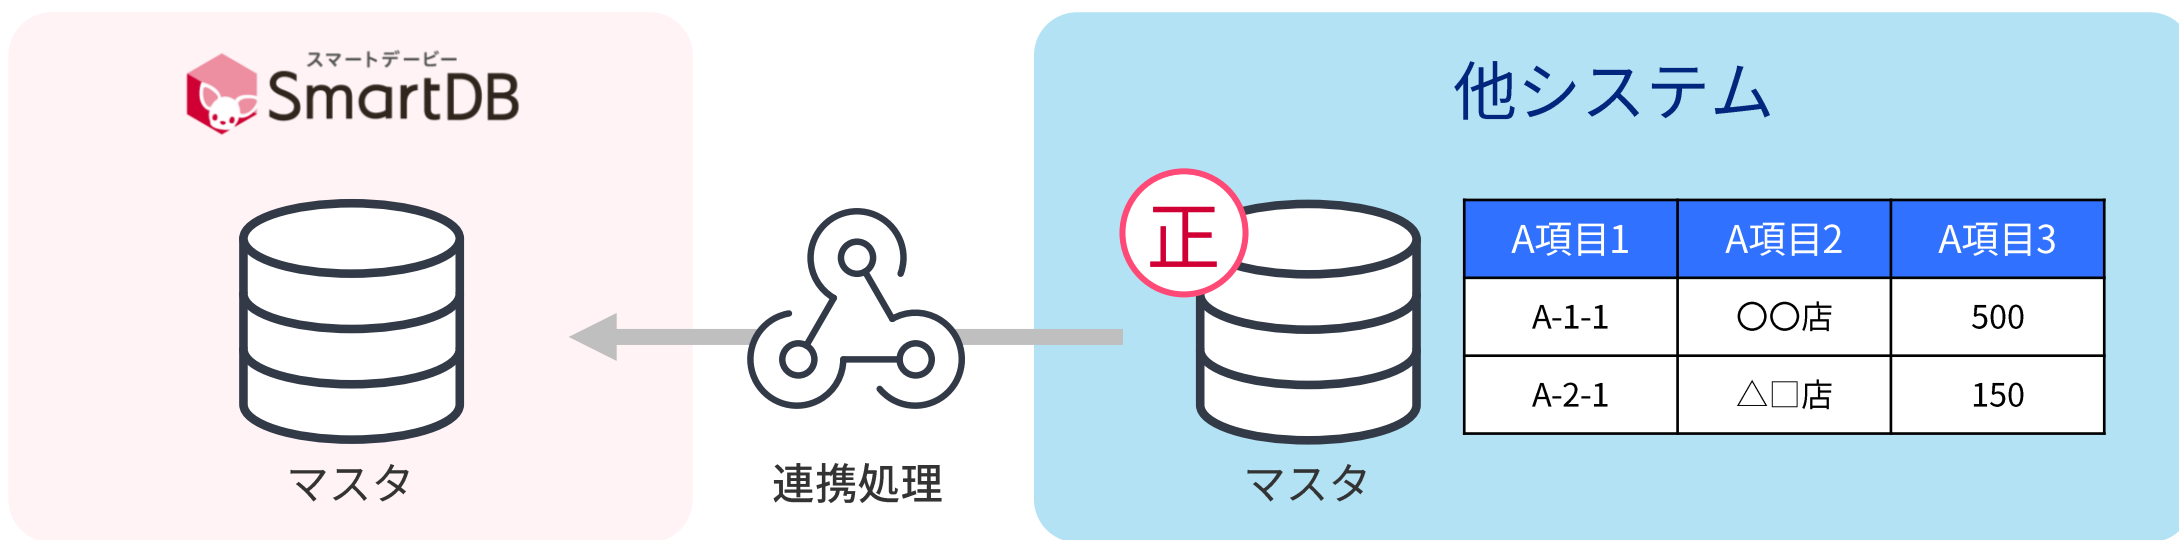 スマートデービー
SmartDB
マスタ
連携処理
他システム
正
マスタ
A項目1 A項目2 A項目3
A-1-1 〇〇店 500
A-2-1 △□店 150